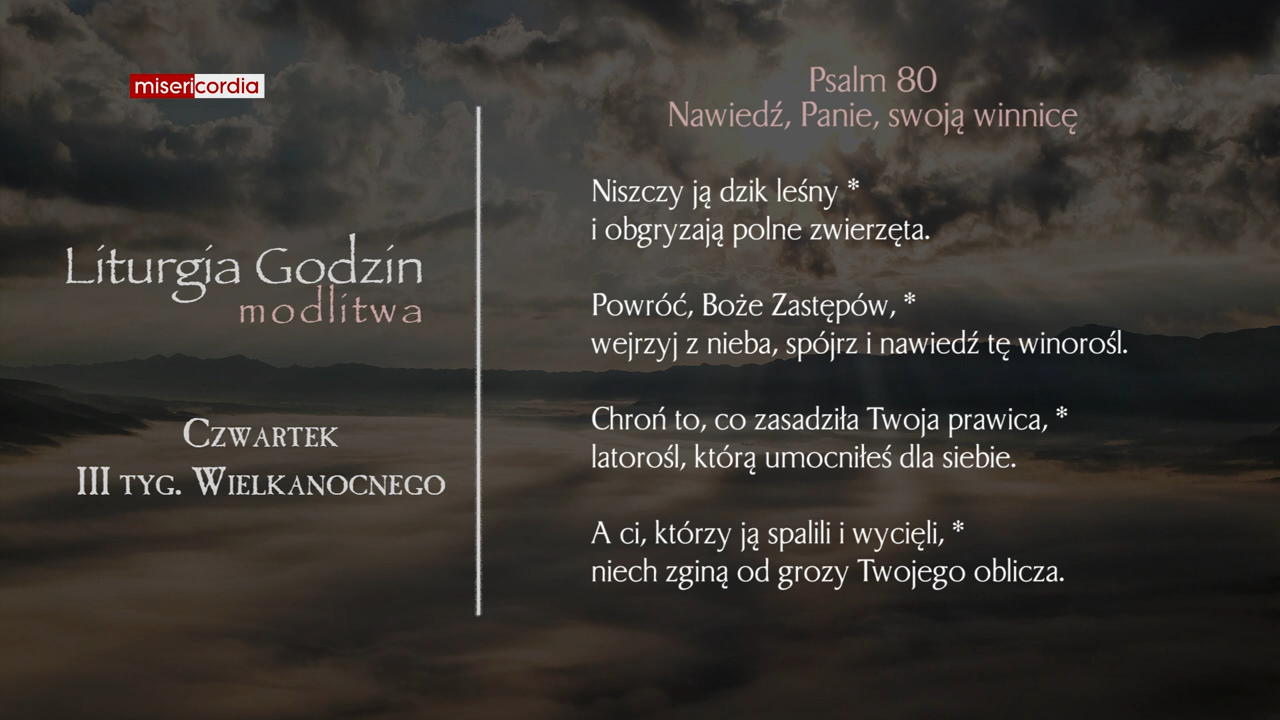 misericordia
Liturgia Godzin
modlitwa
Czwartek
III tyg. Wielkanocnego
Psalm 80
Nawiedź, Panie, swoją winnicę
Niszczy ją dzik leśny *
i obgryzają polne zwierzęta.
Powróć, Boże Zastępów, *
wejrzyj z nieba, spójrz i nawiedź tę winorośl.
Chroń to, co zasadziła Twoja prawica, *
latorośl, którą umocniłeś dla siebie.
A ci, którzy ją spalili i wycięli, *
niech zginą od grozy Twojego oblicza.